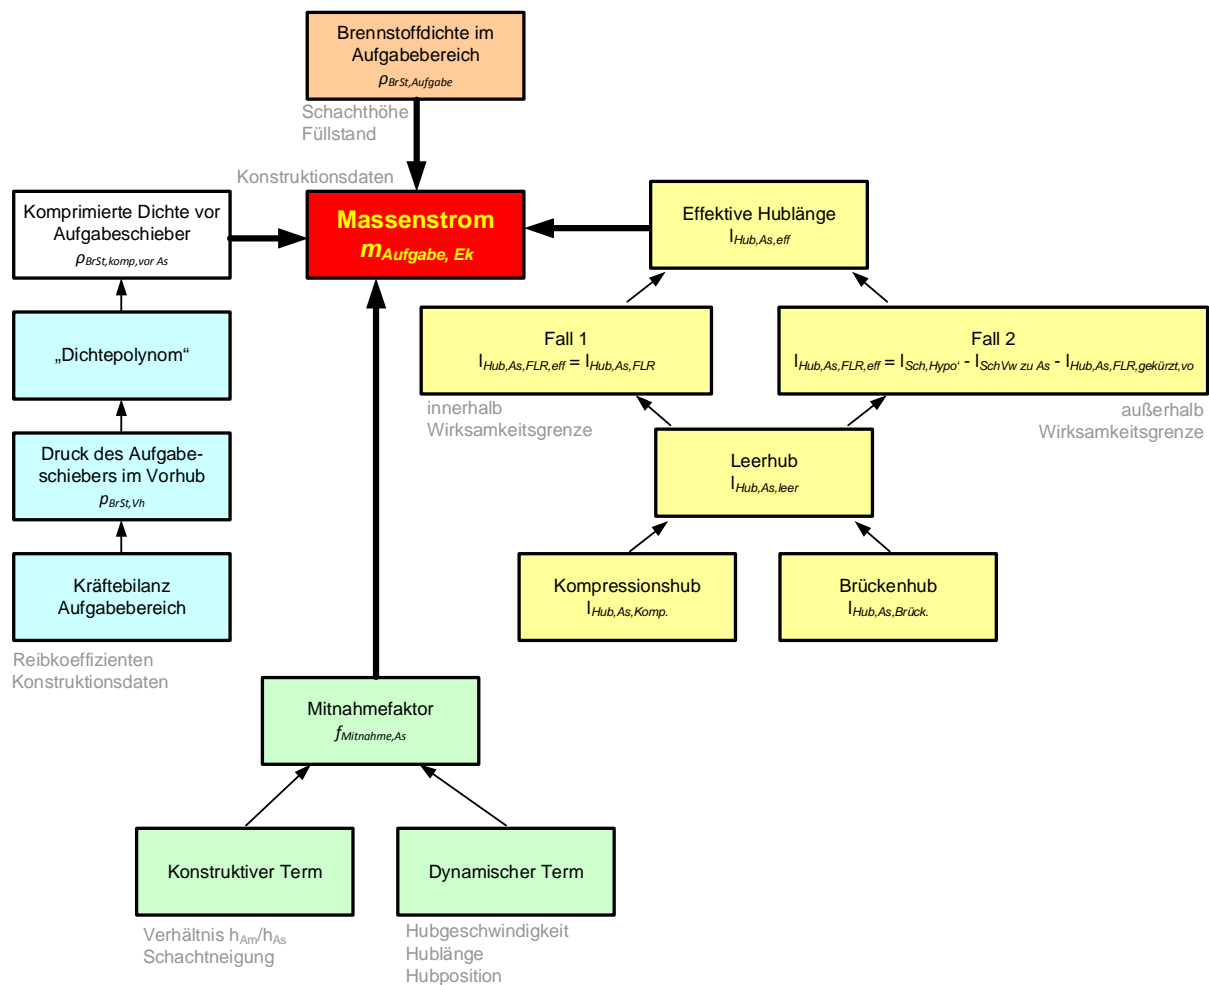 Brennstoffdichte im
Aufgabebereich
ρBrSt,Aufgabe
Schachthöhe
Füllstand
Konstruktionsdaten
Komprimierte Dichte vor
Aufgabeschieber
ρBrSt,komp,vor As
Massenstrom
mAufgabe, Ek
Effektive Hublänge
lHub,As,eff
„Dichtepolynom“
Fall 1
lHub,As,FLR,eff = lHub,As,FLR
Fall 2
lHub,As,FLR,eff = lSch,Hypo‘ - lSchVw zu As - lHub,As,FLR,gekürzt,vo
innerhalb
Wirksamkeitsgrenze
außerhalb
Wirksamkeitsgrenze
Druck des Aufgabe-
schiebers im Vorhub
pBrSt,Vh
Leerhub
lHub,As,leer
Kräftebilanz
Aufgabebereich
Kompressionshub
lHub,As,Komp.
Brückenhub
lHub,As,Brück.
Reibkoeffizienten
Konstruktionsdaten
Mitnahmefaktor
fMitnahme,As
Konstruktiver Term
Dynamischer Term
Verhältnis hAm/hAs
Schachtneigung
Hubgeschwindigkeit
Hublänge
Hubposition